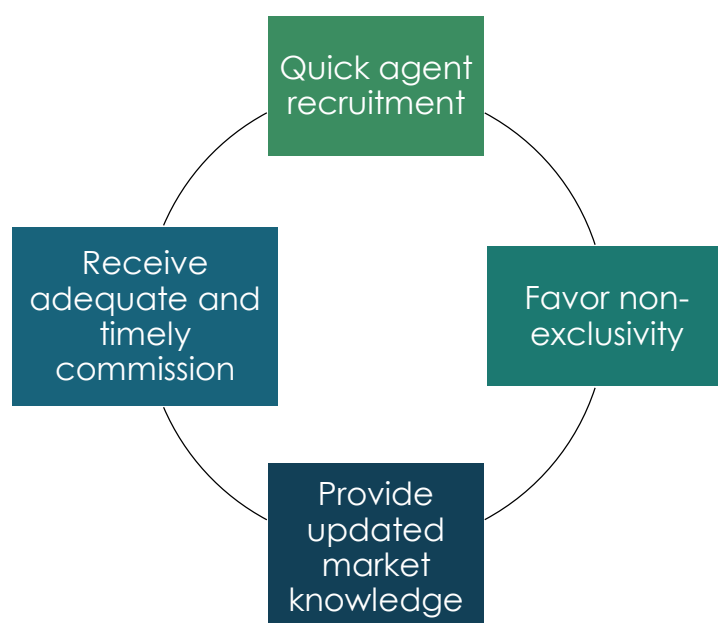 Quick agent
recruitment
Favor non-
exclusivity
Provide
updated
market
knowledge
Receive
adequate and
timely
commission